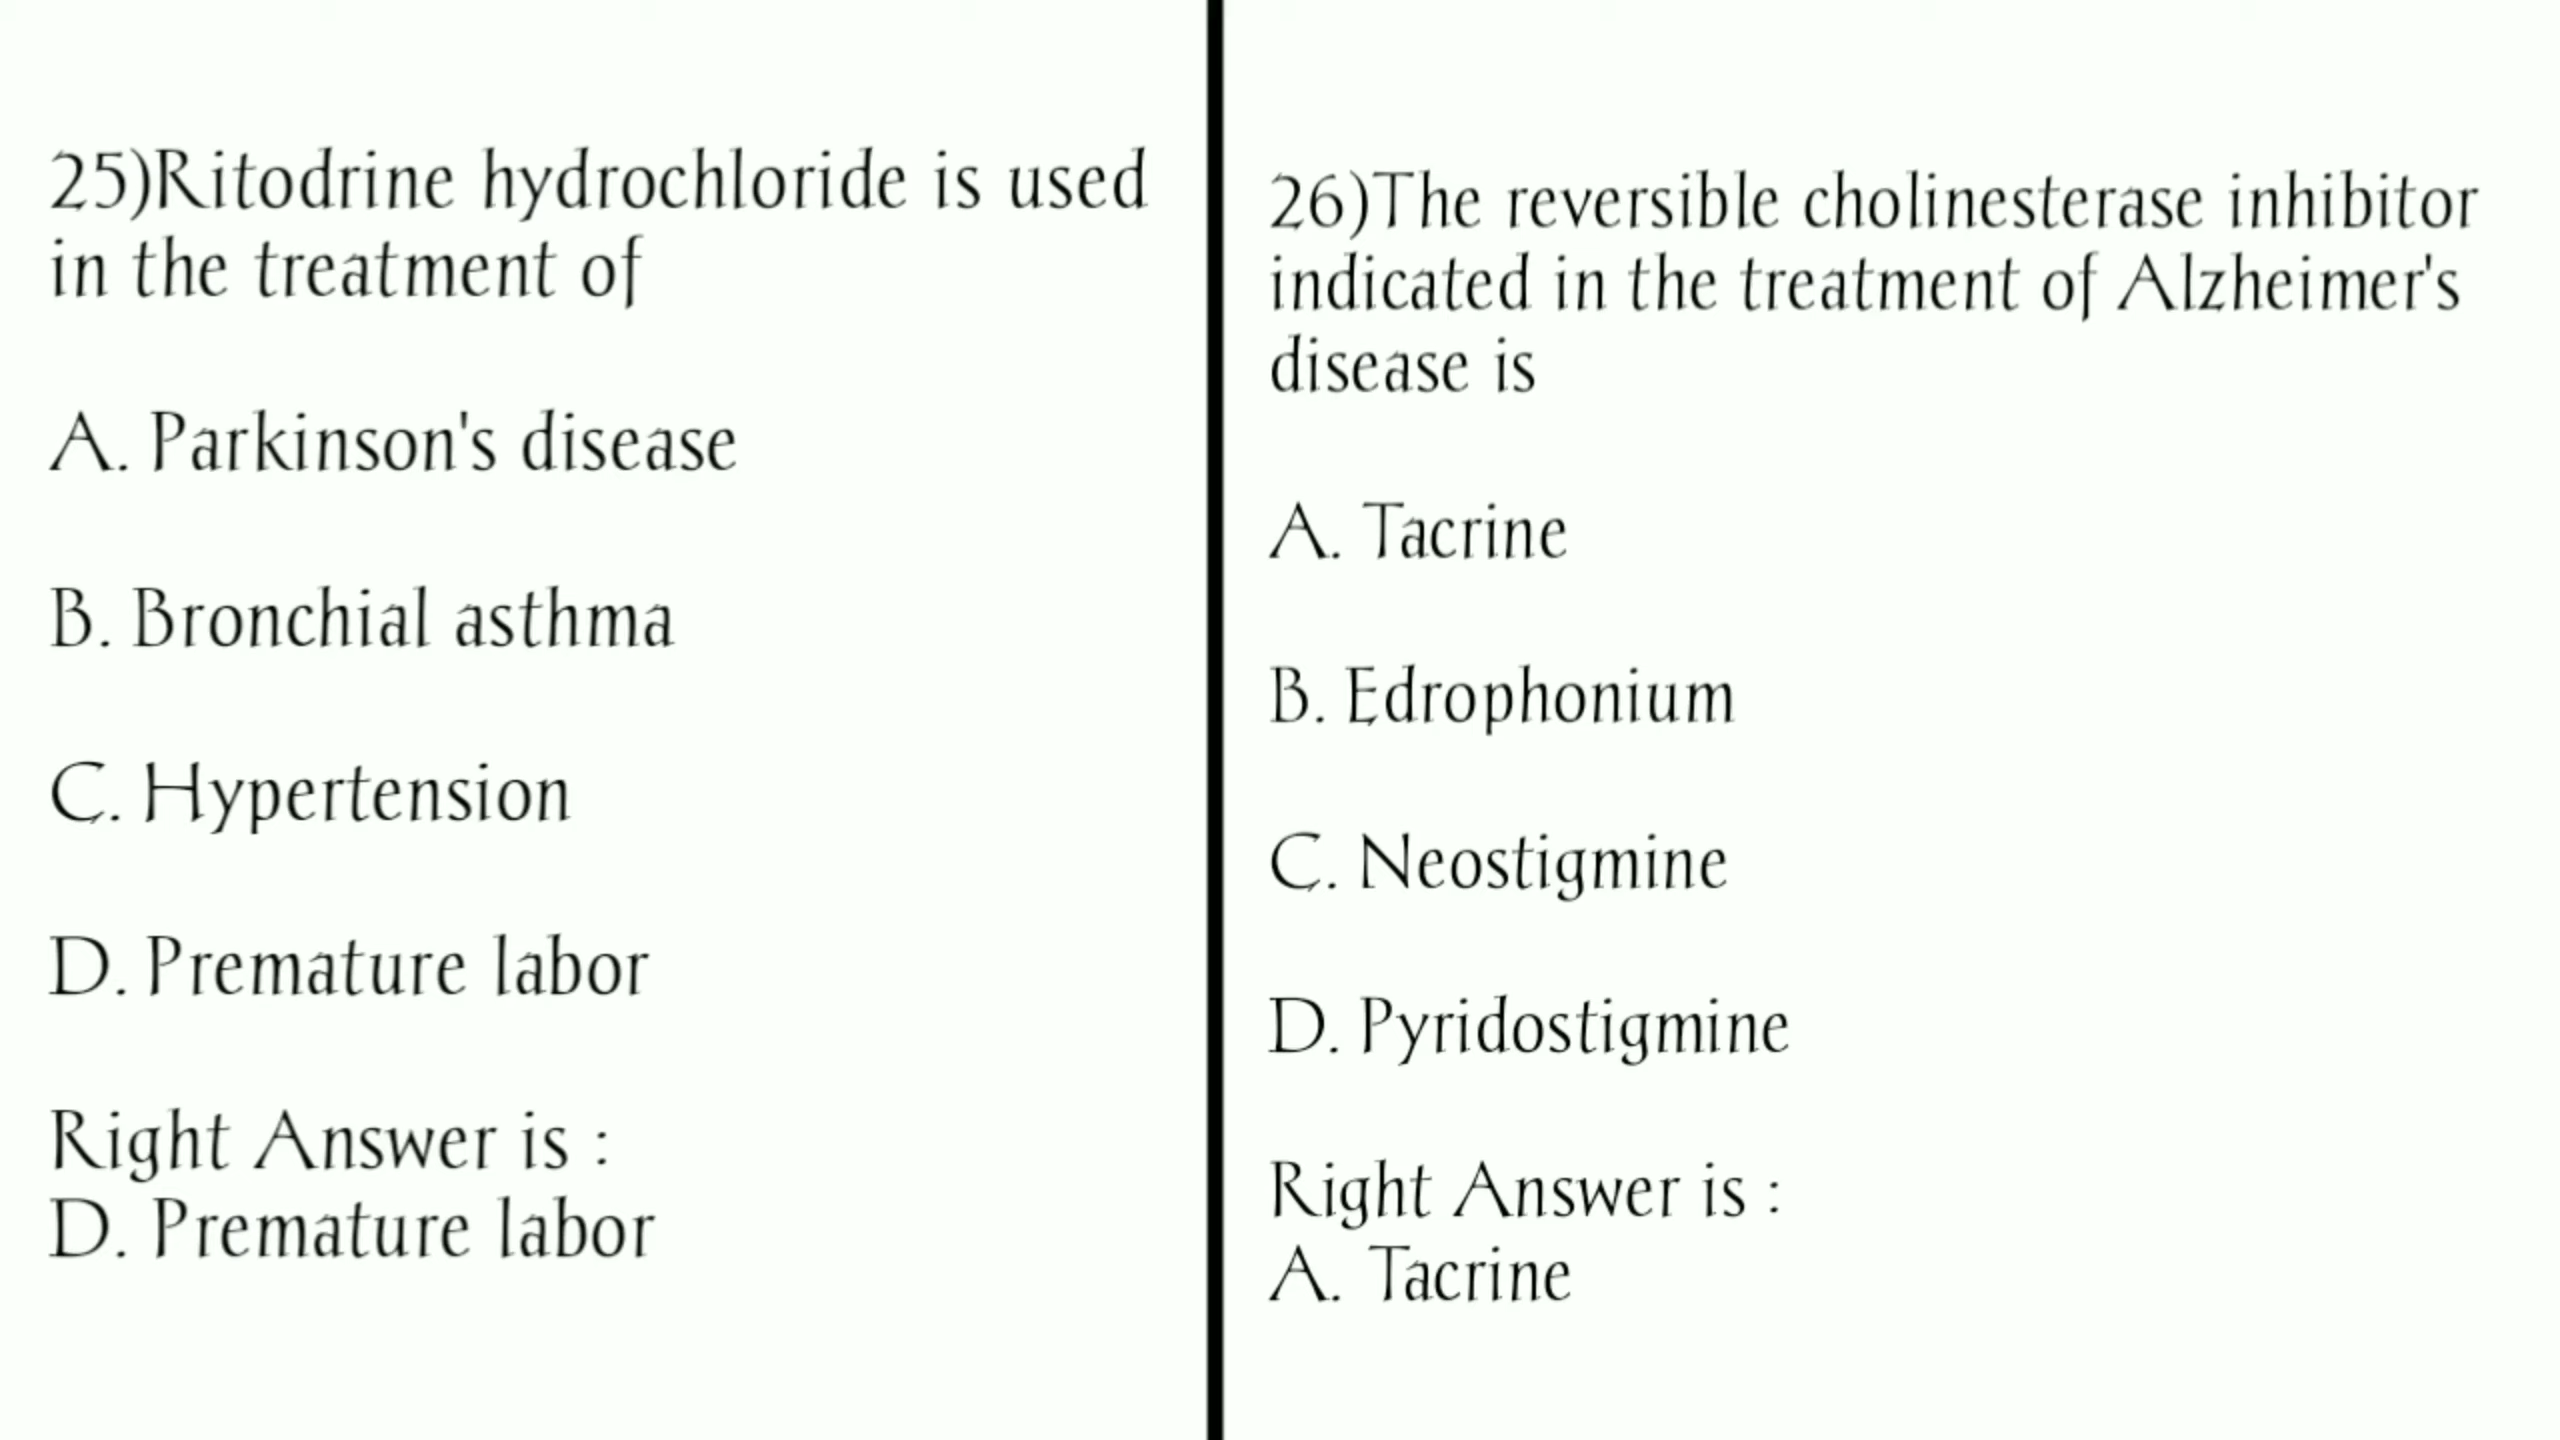 25)Ritodrine hydrochloride is used
in the treatment of
A. Parkinson's disease
B. Bronchial asthma
C. Hypertension
D. Premature labor
Right Answer is :
D. Premature labor
26)The reversible cholinesterase inhibitor
indicated in the treatment of Alzheimer's
disease is
A. Tacrine
B. Edrophonium
C. Neostigmine
D. Pyridostigmine
Right Answer is :
A. Tacrine